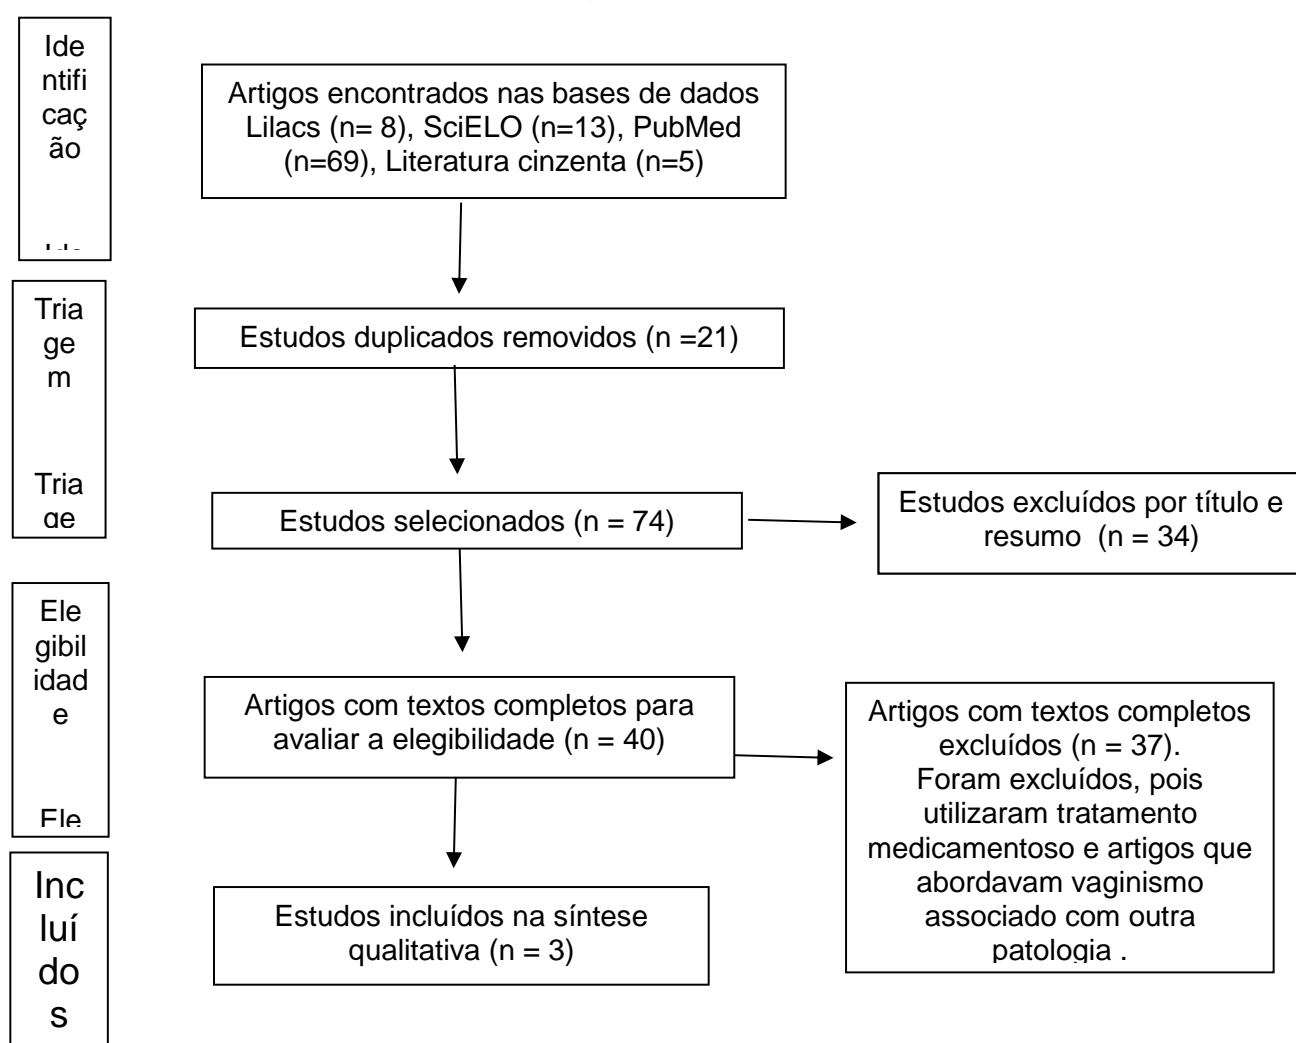 Ide
ntifi
caç
ão
Artigos encontrados nas bases de dados
Lilacs (n= 8), SciELO (n=13), PubMed
(n=69), Literatura cinzenta (n=5)
Tria
ge
m
Tria
ge
Estudos duplicados removidos (n =21)
Estudos selecionados (n = 74)
Estudos excluídos por título e
resumo  (n = 34)
Ele
gibil
idad
e
Ele
Artigos com textos completos para
avaliar a elegibilidade (n = 40)
Artigos com textos completos
excluídos (n = 37).
Foram excluídos, pois
utilizaram tratamento
medicamentoso e artigos que
abordavam vaginismo
associado com outra
patologia .
Inc
luí
do
s
Estudos incluídos na síntese
qualitativa (n = 3)